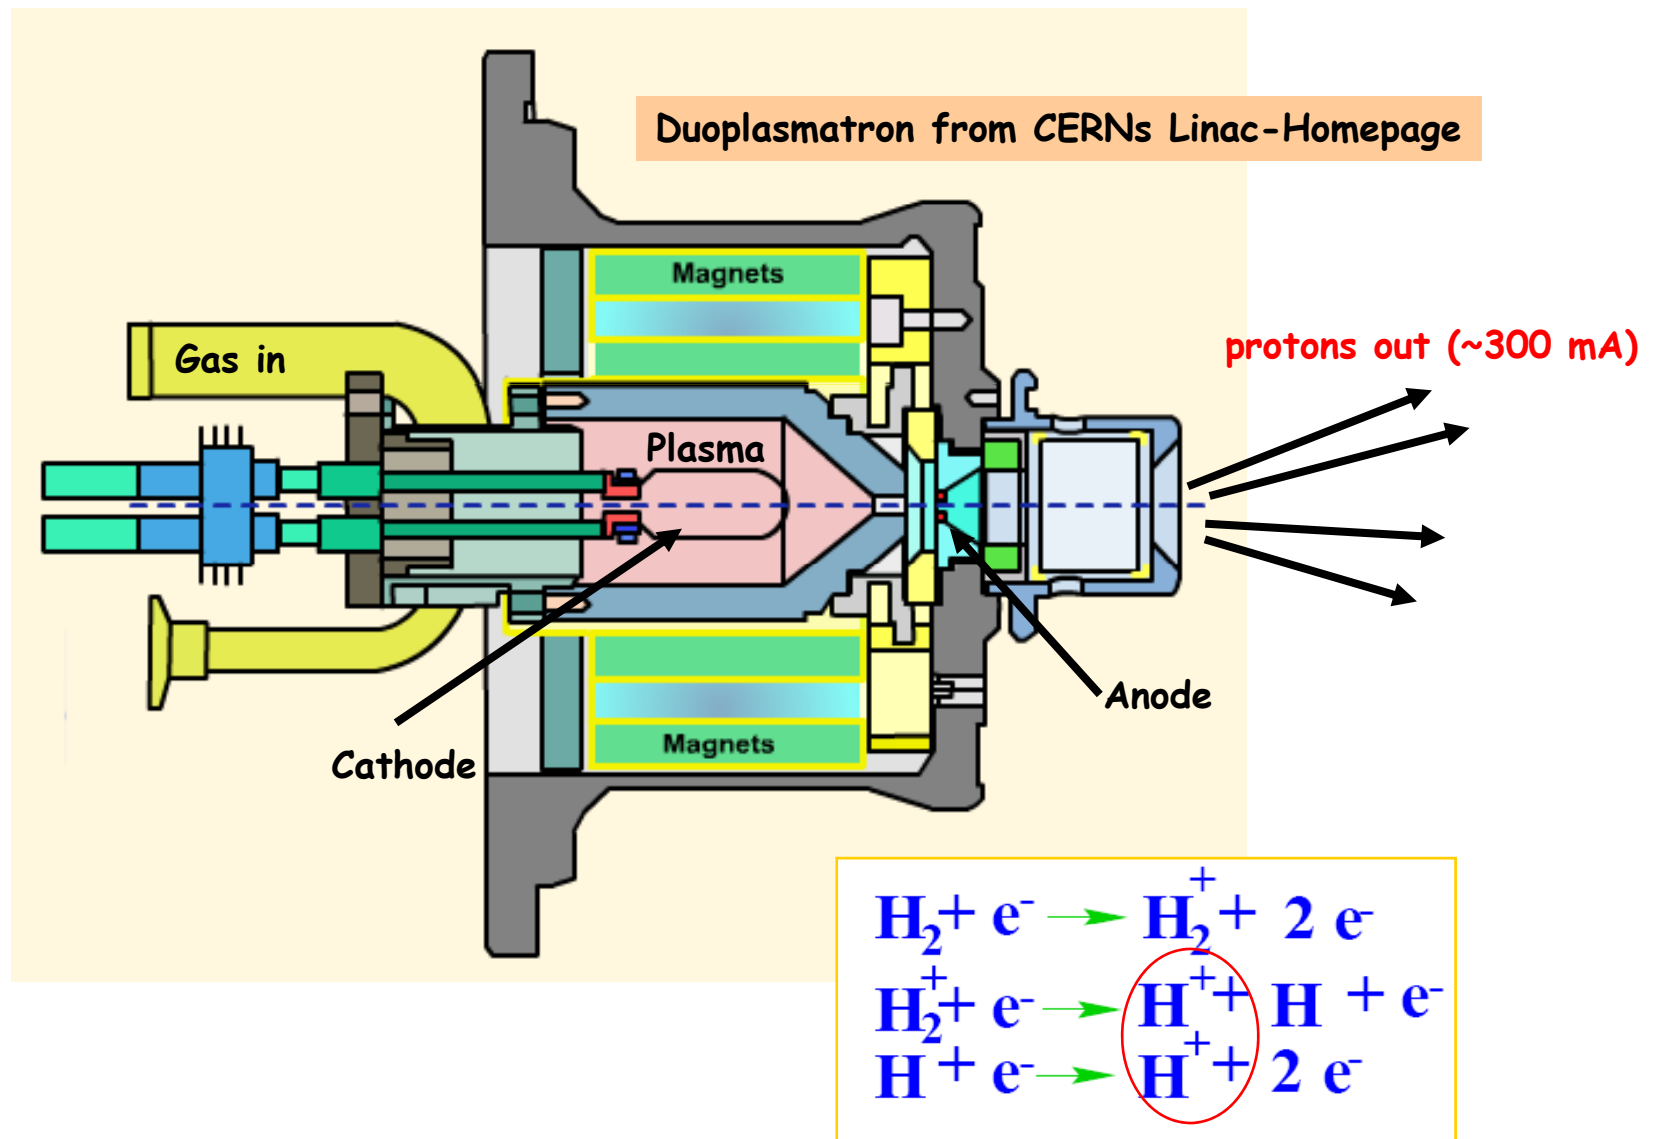 Duoplasmatron from CERNs Linac-Homepage
Magnets
protons out (~300 mA)
Gas in
Plasma
Anode
Magnets
Cathode
H₂ + e⁻ → H₂⁺ + 2 e⁻
H₂⁺ + e⁻ → H⁺ + H + e⁻
H + e⁻ → H⁺ + 2 e⁻